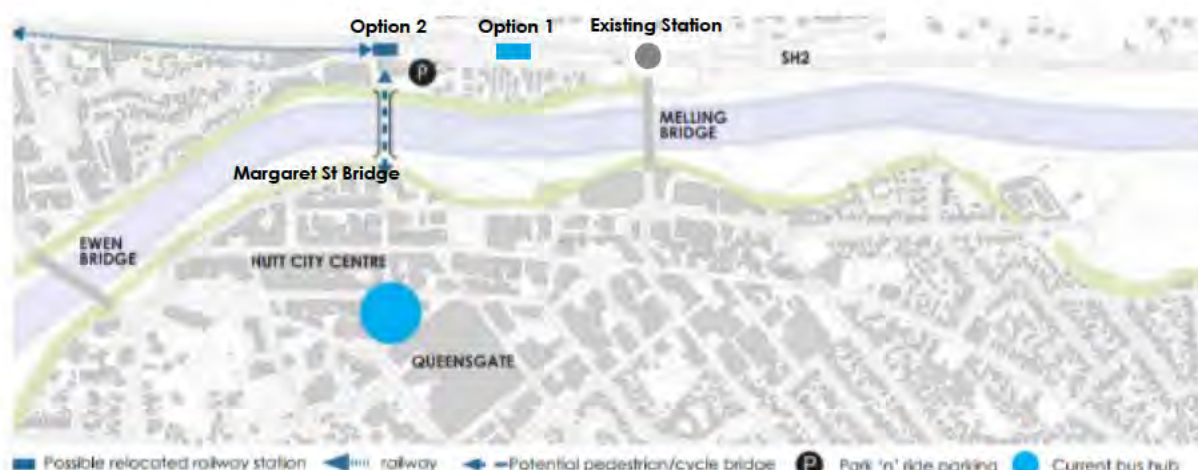 Option 2 Option 1 Existing Station
P
SH2
MELLING
BRIDGE
Margaret St Bridge
EWEN
BRIDGE
HUTT CITY CENTRE
QUEENSGATE
Possible relocated railway station railway Potential pedestrian/cycle bridge P Park 'n' ride parking Current bus hub